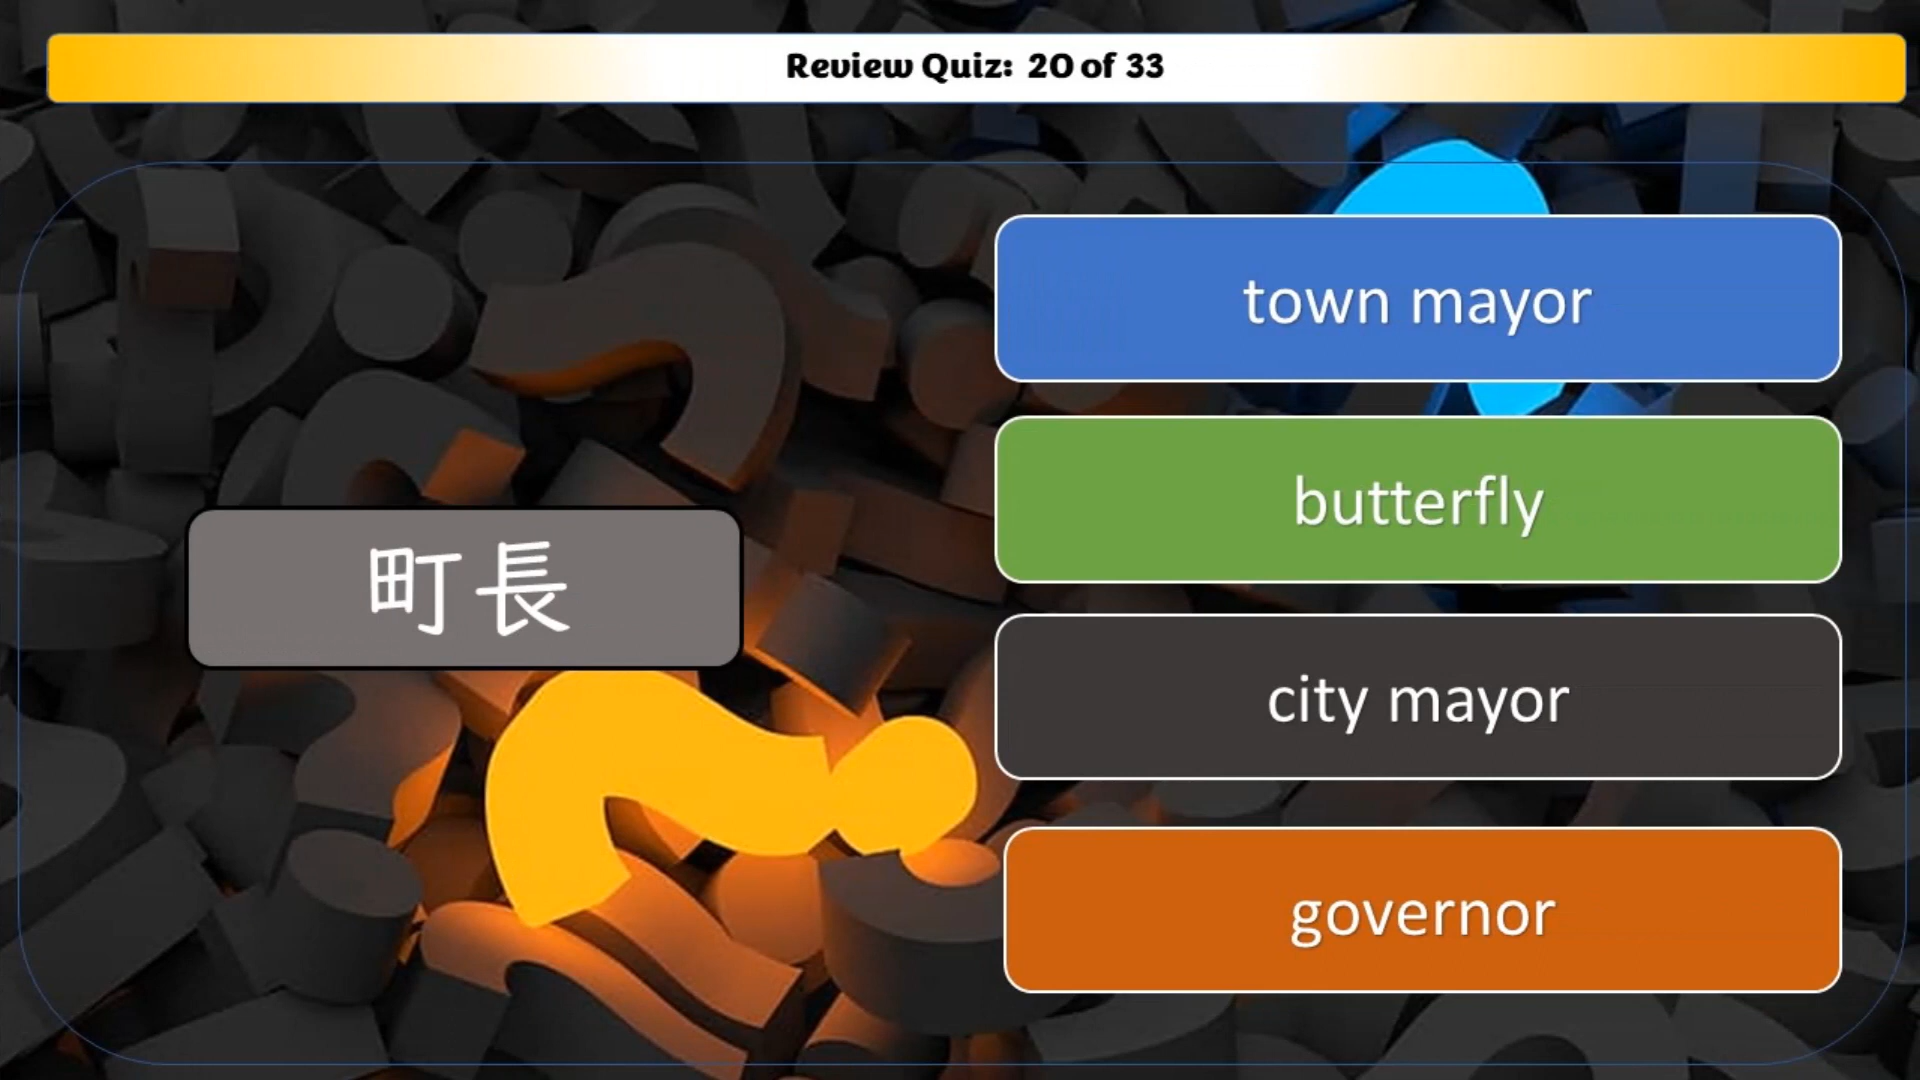 Review Quiz: 20 of 33
町長
town mayor
butterfly
city mayor
governor